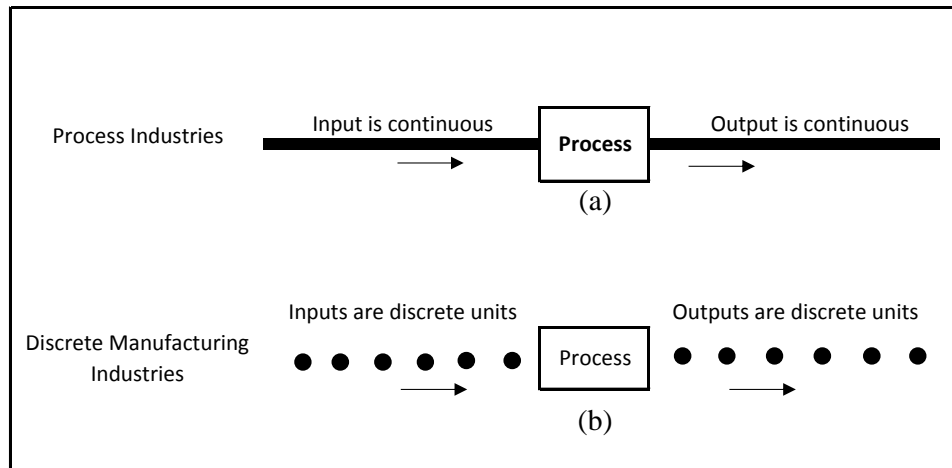 Process Industries
Input is continuous
Process
Output is continuous
(a)
Discrete Manufacturing
Industries
Inputs are discrete units
Process
Outputs are discrete units
(b)